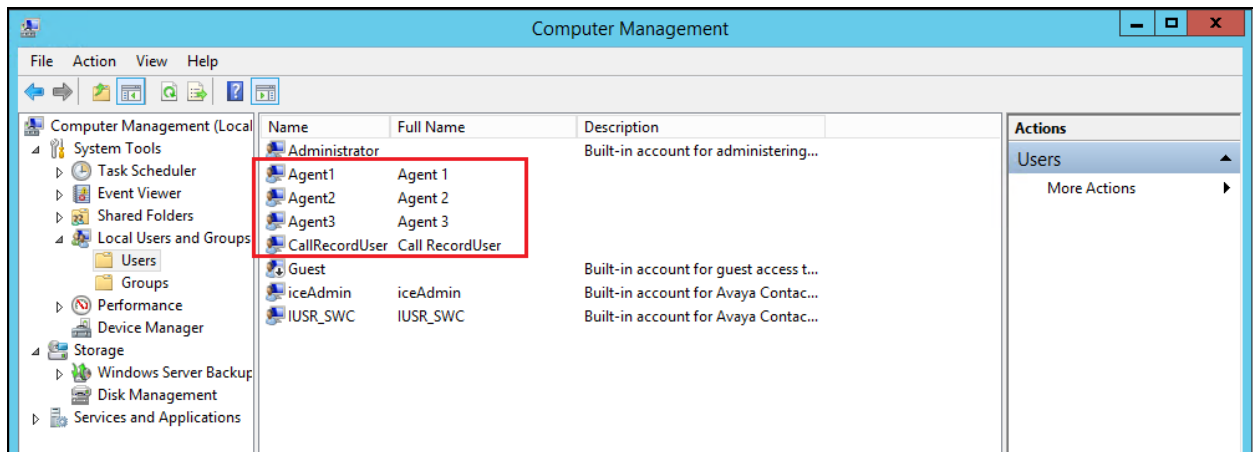 Computer Management
File Action View Help
Computer Management (Local
System Tools
Task Scheduler
Event Viewer
Shared Folders
Local Users and Groups
Users
Groups
Performance
Device Manager
Storage
Windows Server Backup
Disk Management
Services and Applications
Name Full Name Description
Administrator Built-in account for administering...
Agent1 Agent 1
Agent2 Agent 2
Agent3 Agent 3
CallRecordUser Call RecordUser
Guest Built-in account for guest access t...
iceAdmin iceAdmin Built-in account for Avaya Contac...
IUSR_SWC IUSR_SWC Built-in account for Avaya Contac...
Actions
Users
More Actions